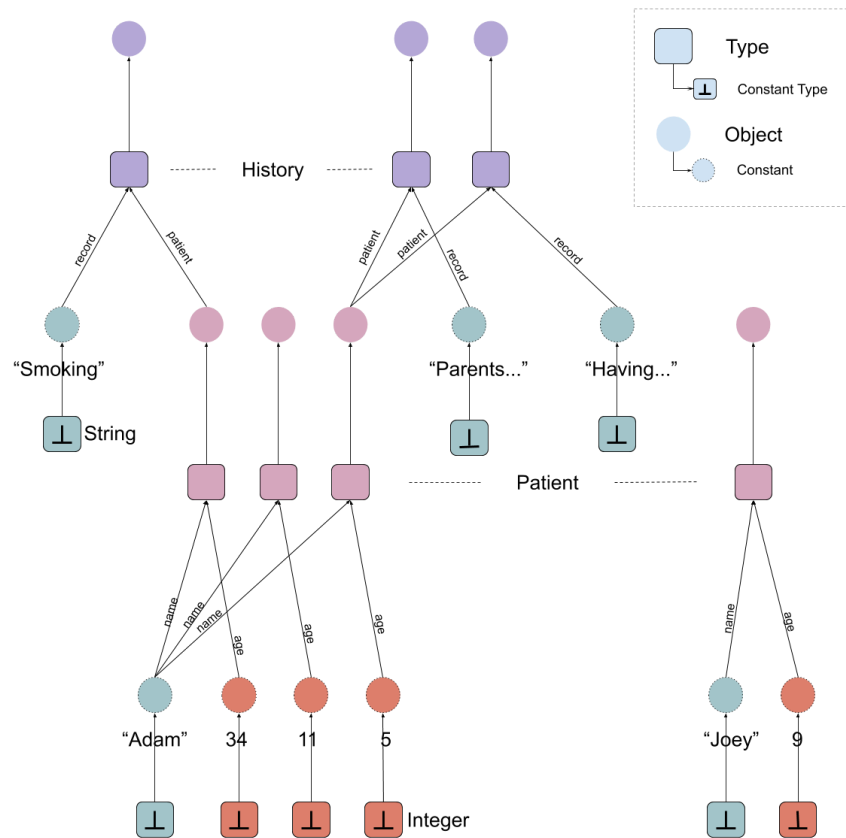 Type
Constant Type
Object
Constant
History
record
patient
patient
patient
record
record
“Smoking”
“Parents...”
“Having...”
String
Patient
name
name
name
age
age
age
name
age
“Adam”
34
11
5
“Joey”
9
Integer